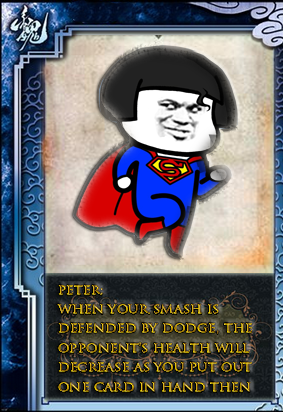 魏
S
PETER:
WHEN YOUR SMASH IS
DEFENDED BY DODGE, THE
OPPONENT'S HEALTH WILL
DECREASE AS YOU PUT OUT
ONE CARD IN HAND THEN